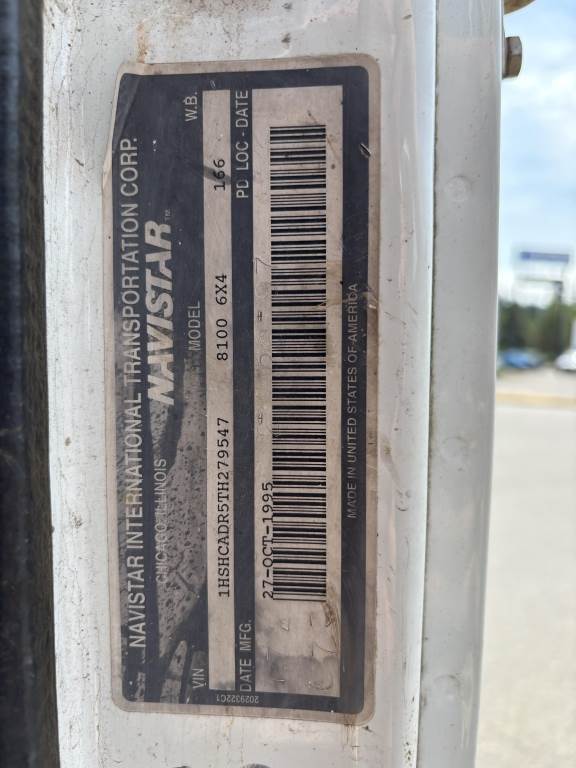 NAVISTAR INTERNATIONAL TRANSPORTATION CORP.
CHICAGO, ILLINOIS
NAVISTAR™
VIN MODEL W.B.
1HSHCADR5TH279547 8100 6X4 166
DATE MFG. PD LOC - DATE
27-OCT-1995
MADE IN UNITED STATES OF AMERICA
2029322C1